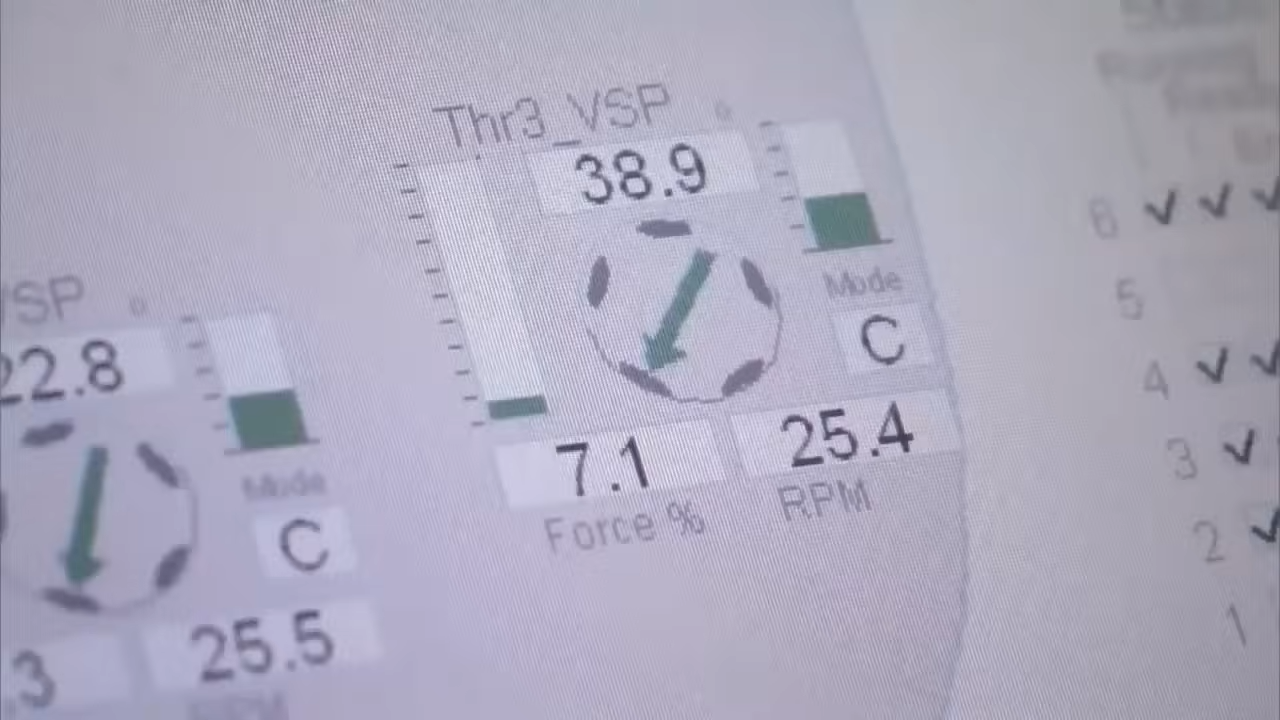 Thr3_VSP
38.9
Mode
C
7.1
25.4
Force %
RPM
VSP
22.8
Mode
C
3
25.5
RPM
6
5
4
3
2
1